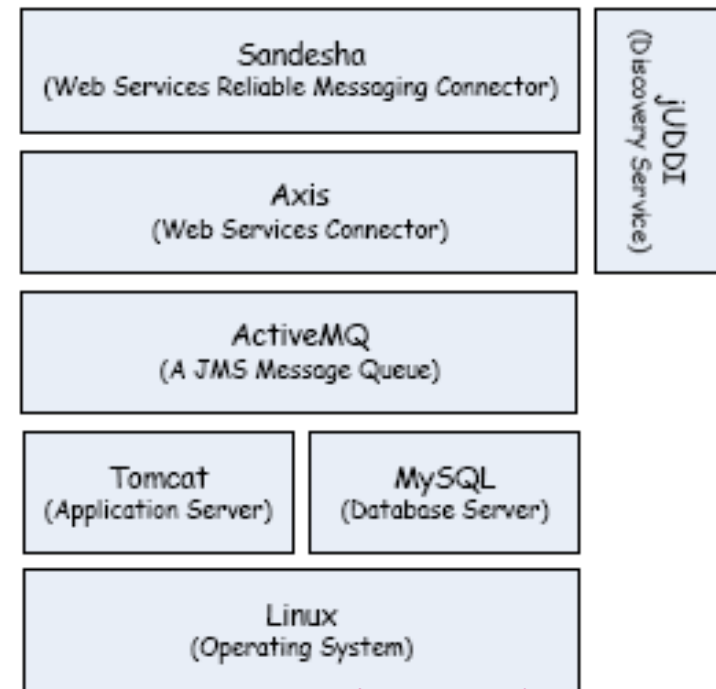 Sandesha
(Web Services Reliable Messaging Connector)
jUDDI
(Discovery Service)
Axis
(Web Services Connector)
ActiveMQ
(A JMS Message Queue)
Tomcat
(Application Server)
MySQL
(Database Server)
Linux
(Operating System)